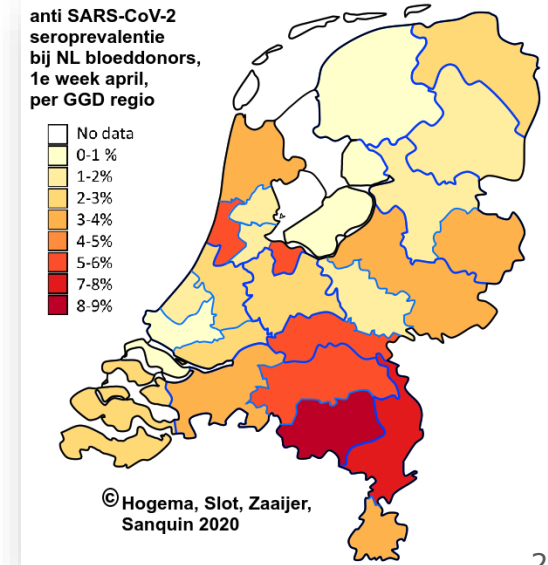 anti SARS-CoV-2
seroprevalentie
bij NL bloeddonors,
1e week april,
per GGD regio
No data
0-1 %
1-2%
2-3%
3-4%
4-5%
5-6%
7-8%
8-9%
© Hogema, Slot, Zaaijer,
Sanquin 2020
2